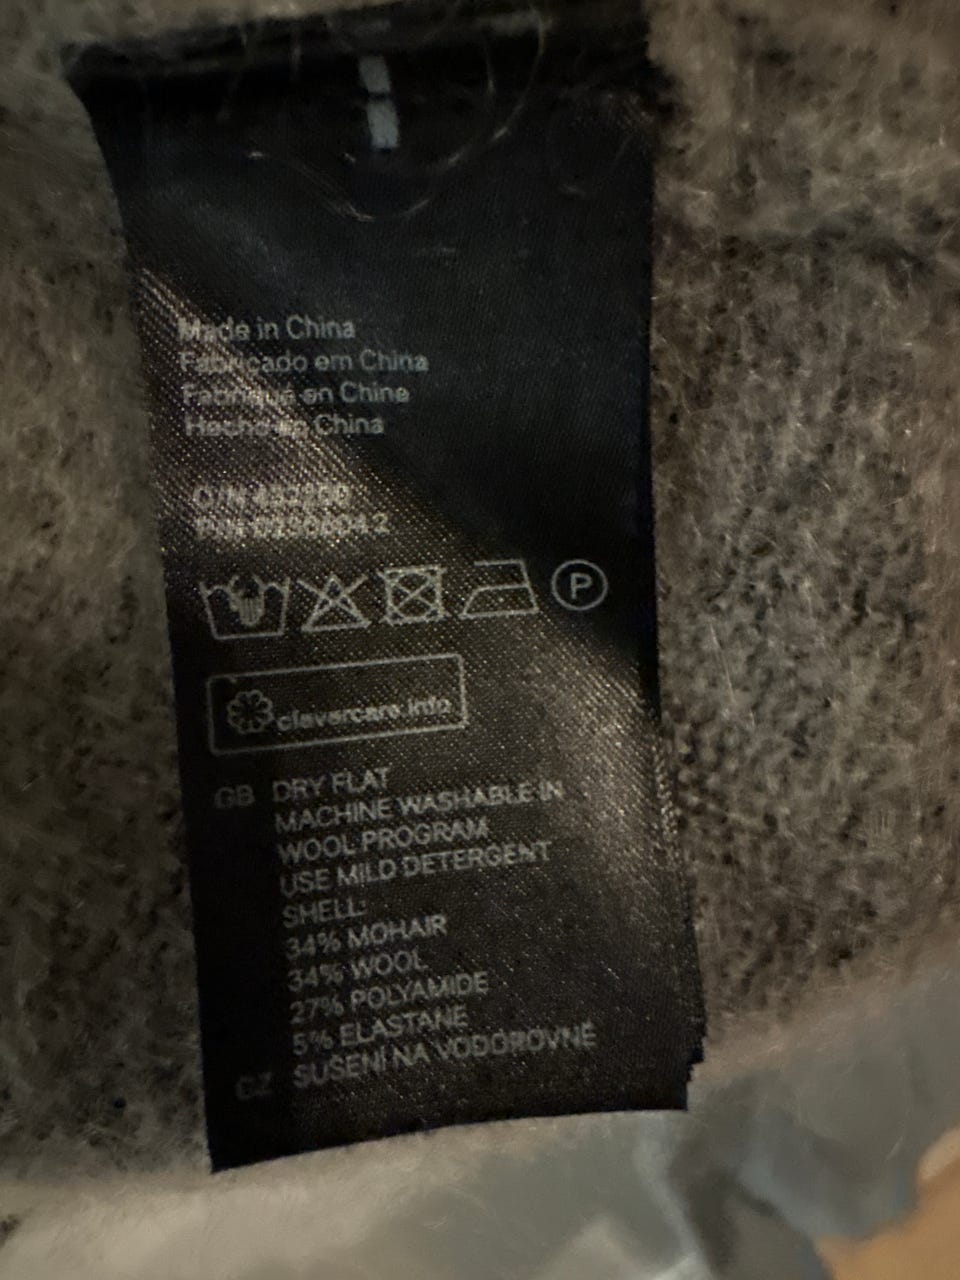 Made in China
Fabricado em China
Fabriqué en Chine
Hecho en China
P
clevercare.info
GB DRY FLAT
MACHINE WASHABLE IN
WOOL PROGRAM
USE MILD DETERGENT
SHELL:
34% MOHAIR
34% WOOL
27% POLYAMIDE
5% ELASTANE
CZ SUŠENÍ NA VODOROVNÉ